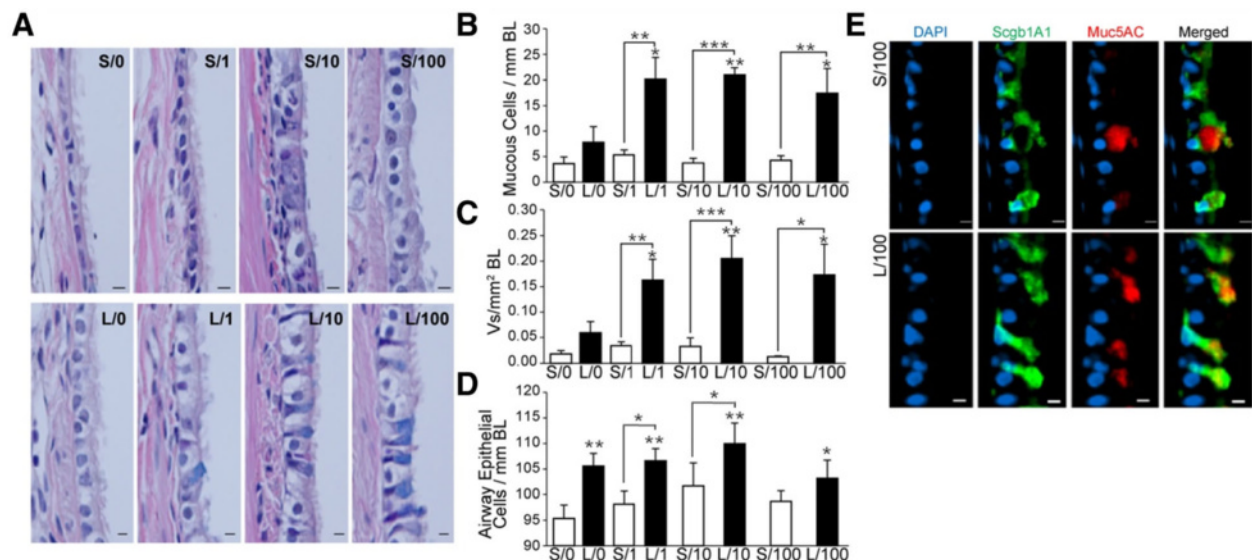 A
S/0
S/1
S/10
S/100
L/0
L/1
L/10
L/100
B
Mucous Cells / mm BL
30
25
20
15
10
5
0
**
*
***
**
**
*
S/0 L/0 S/1 L/1 S/10 L/10 S/100 L/100
C
Vs/mm² BL
0.30
0.25
0.20
0.15
0.10
0.05
0.00
**
*
***
**
*
*
S/0 L/0 S/1 L/1 S/10 L/10 S/100 L/100
D
Airway Epithelial
Cells / mm BL
120
115
110
105
100
95
90
**
*
**
*
**
*
S/0 L/0 S/1 L/1 S/10 L/10 S/100 L/100
E
DAPI Scgb1A1 Muc5AC Merged
S/100
L/100